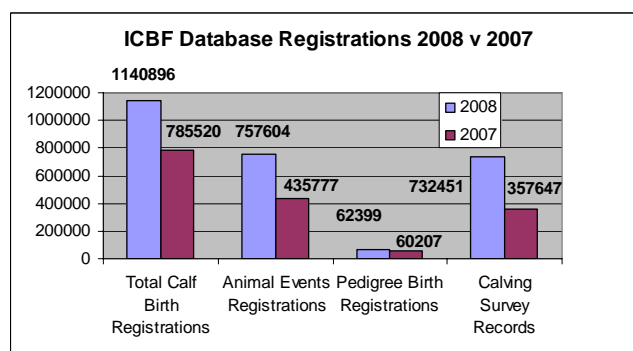 ICBF Database Registrations 2008 v 2007
1140896
1200000
1000000
800000
600000
400000
200000
0
785520
757604
435777
62399
60207
732451
357647
2008
2007
Total Calf
Birth
Registrations
Animal Events
Registrations
Pedigree Birth
Registrations
Calving
Survey
Records